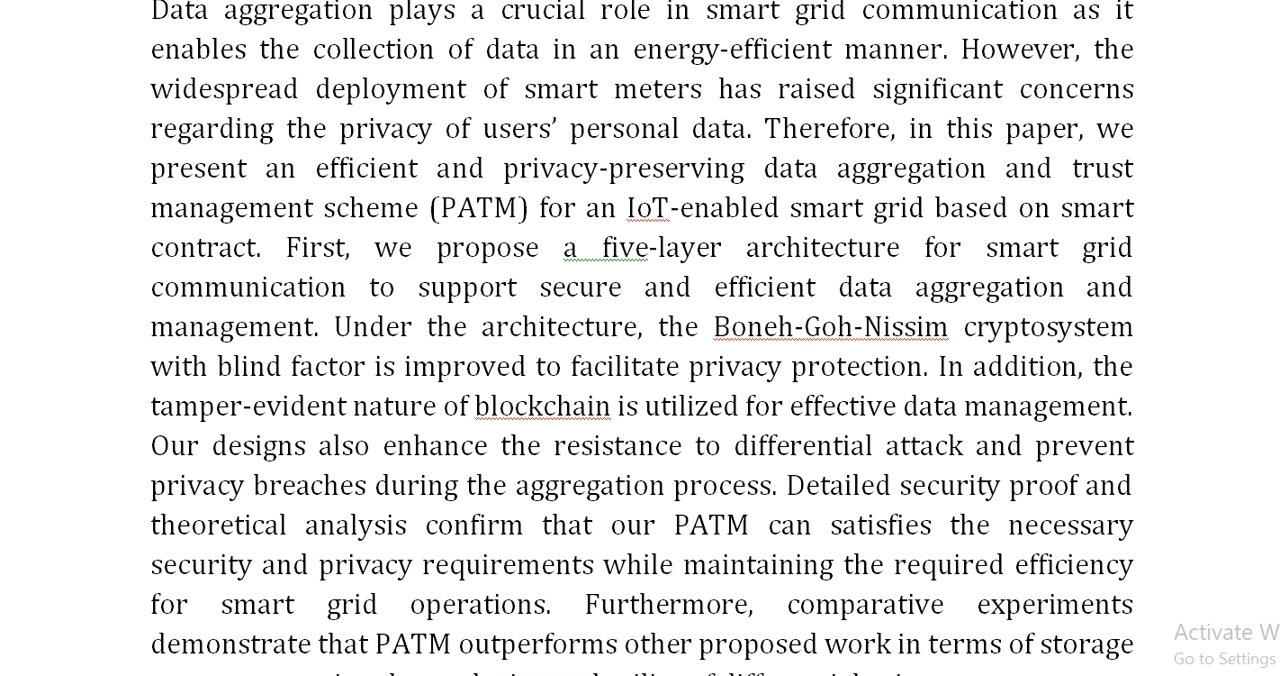 Data aggregation plays a crucial role in smart grid communication as it
enables the collection of data in an energy-efficient manner. However, the
widespread deployment of smart meters has raised significant concerns
regarding the privacy of users’ personal data. Therefore, in this paper, we
present an efficient and privacy-preserving data aggregation and trust
management scheme (PATM) for an IoT-enabled smart grid based on smart
contract. First, we propose a five-layer architecture for smart grid
communication to support secure and efficient data aggregation and
management. Under the architecture, the Boneh-Goh-Nissim cryptosystem
with blind factor is improved to facilitate privacy protection. In addition, the
tamper-evident nature of blockchain is utilized for effective data management.
Our designs also enhance the resistance to differential attack and prevent
privacy breaches during the aggregation process. Detailed security proof and
theoretical analysis confirm that our PATM can satisfies the necessary
security and privacy requirements while maintaining the required efficiency
for smart grid operations. Furthermore, comparative experiments
demonstrate that PATM outperforms other proposed work in terms of storage
Activate W
Go to Settings